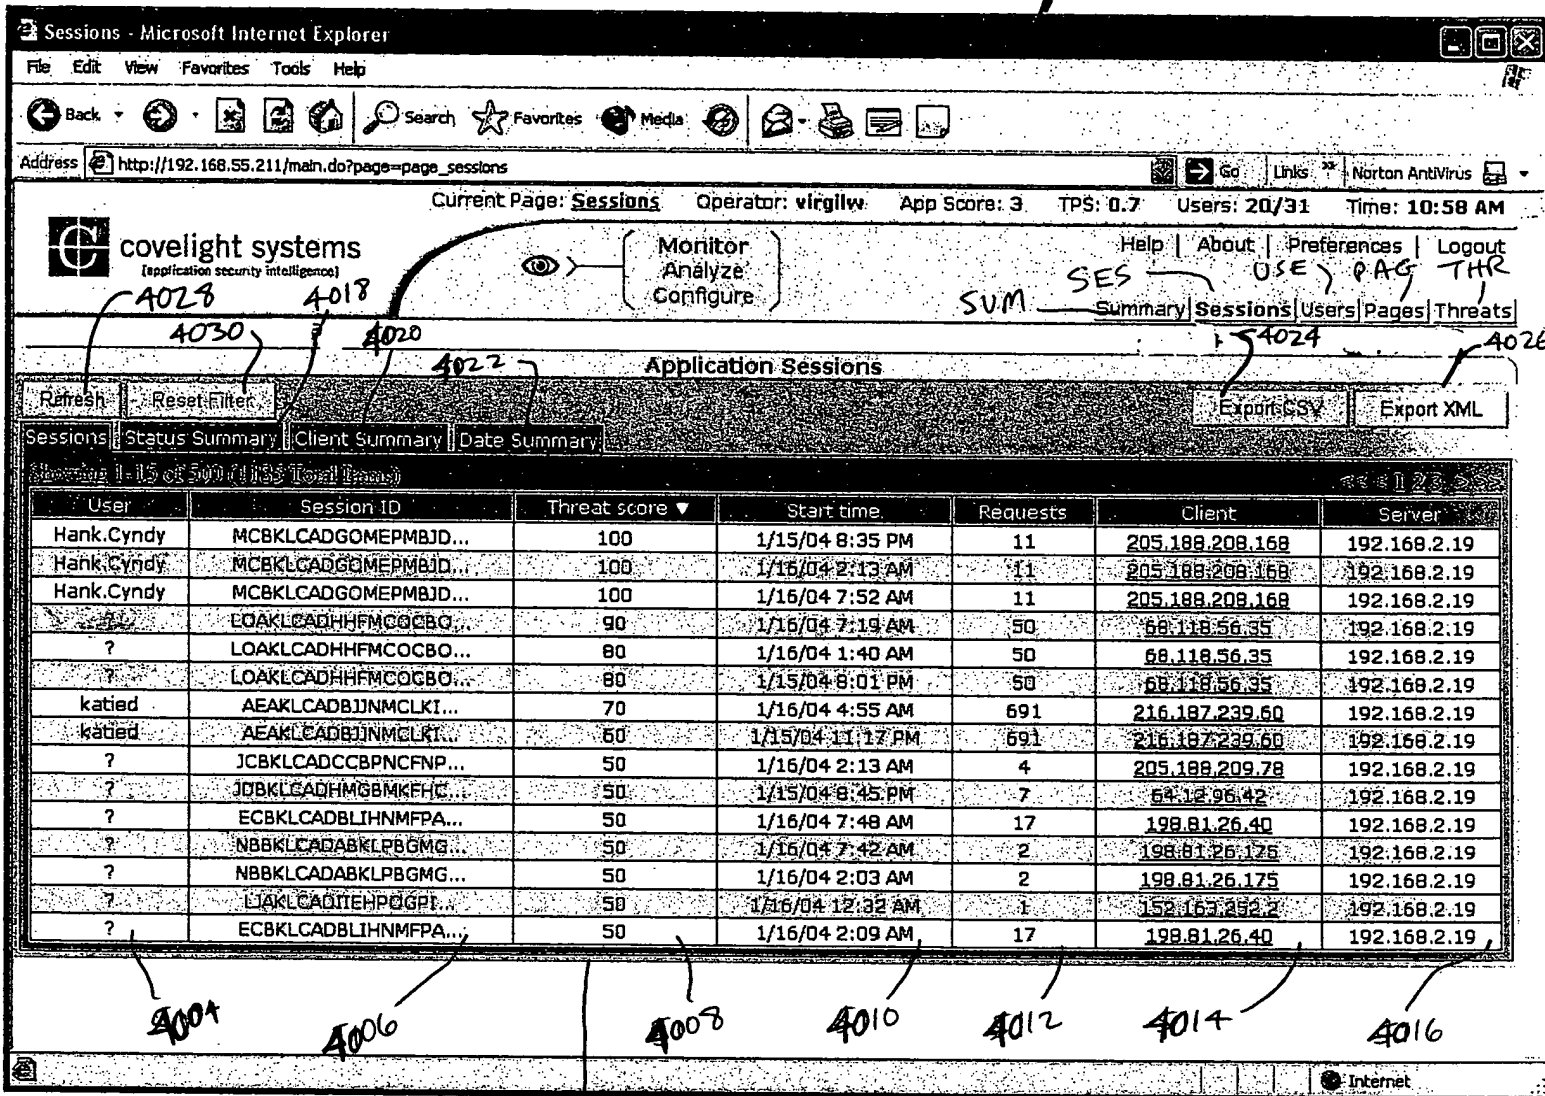 Sessions - Microsoft Internet Explorer
File Edit View Favorites Tools Help
Back Search Favorites Media
Address http://192.168.55.211/main.do?page=page_sessions Go Links » Norton AntiVirus
Current Page: Sessions Operator: virgilw App Score: 3 TPS: 0.7 Users: 20/31 Time: 10:58 AM
covelight systems
[application security intelligence]
Monitor
Analyze
Configure
Help | About | Preferences | Logout
SUM SES USE PAG THR
Summary Sessions Users Pages Threats
4028 4018
4030 4020 4022 4024 4026
Application Sessions
Refresh Reset Filter Export CSV Export XML
Sessions Status Summary Client Summary Date Summary
Showing 1-15 of 500 (1135 Total Items) << < 1 2 3 > >>
User Session ID Threat score ▼ Start time Requests Client Server
Hank.Cyndy MCBKLCADGOMEPMBJD... 100 1/15/04 8:35 PM 11 205.188.208.168 192.168.2.19
Hank.Cyndy MCBKLCADGOMEPMBJD... 100 1/16/04 2:13 AM 11 205.188.208.168 192.168.2.19
Hank.Cyndy MCBKLCADGOMEPMBJD... 100 1/16/04 7:52 AM 11 205.188.208.168 192.168.2.19
? LOAKLCADHHFMCOCBO... 90 1/16/04 7:19 AM 50 68.118.56.35 192.168.2.19
? LOAKLCADHHFMCOCBO... 80 1/16/04 1:40 AM 50 68.118.56.35 192.168.2.19
? LOAKLCADHHFMCOCBO... 80 1/15/04 8:01 PM 50 68.118.56.35 192.168.2.19
katied AEAKLCADBJJNMCLKI... 70 1/16/04 4:55 AM 691 216.187.239.60 192.168.2.19
katied AEAKLCADBJJNMCLKI... 60 1/15/04 11:17 PM 691 216.187.239.60 192.168.2.19
? JCBKLCADCCBPNCFNP... 50 1/16/04 2:13 AM 4 205.188.209.78 192.168.2.19
? JDBKLCADHMGBMKFHC... 50 1/15/04 8:45 PM 7 64.12.96.42 192.168.2.19
? ECBKLCADBLIHNMFPA... 50 1/16/04 7:48 AM 17 198.81.26.40 192.168.2.19
? NBBKLCADABKLPBGMG... 50 1/16/04 7:42 AM 2 198.81.26.175 192.168.2.19
? NBBKLCADABKLPBGMG... 50 1/16/04 2:03 AM 2 198.81.26.175 192.168.2.19
? 50 1/16/04 12:32 AM 1 152.163.252.2 192.168.2.19
? ECBKLCADBLIHNMFPA... 50 1/16/04 2:09 AM 17 198.81.26.40 192.168.2.19
4004 4006 4008 4010 4012 4014 4016
Internet